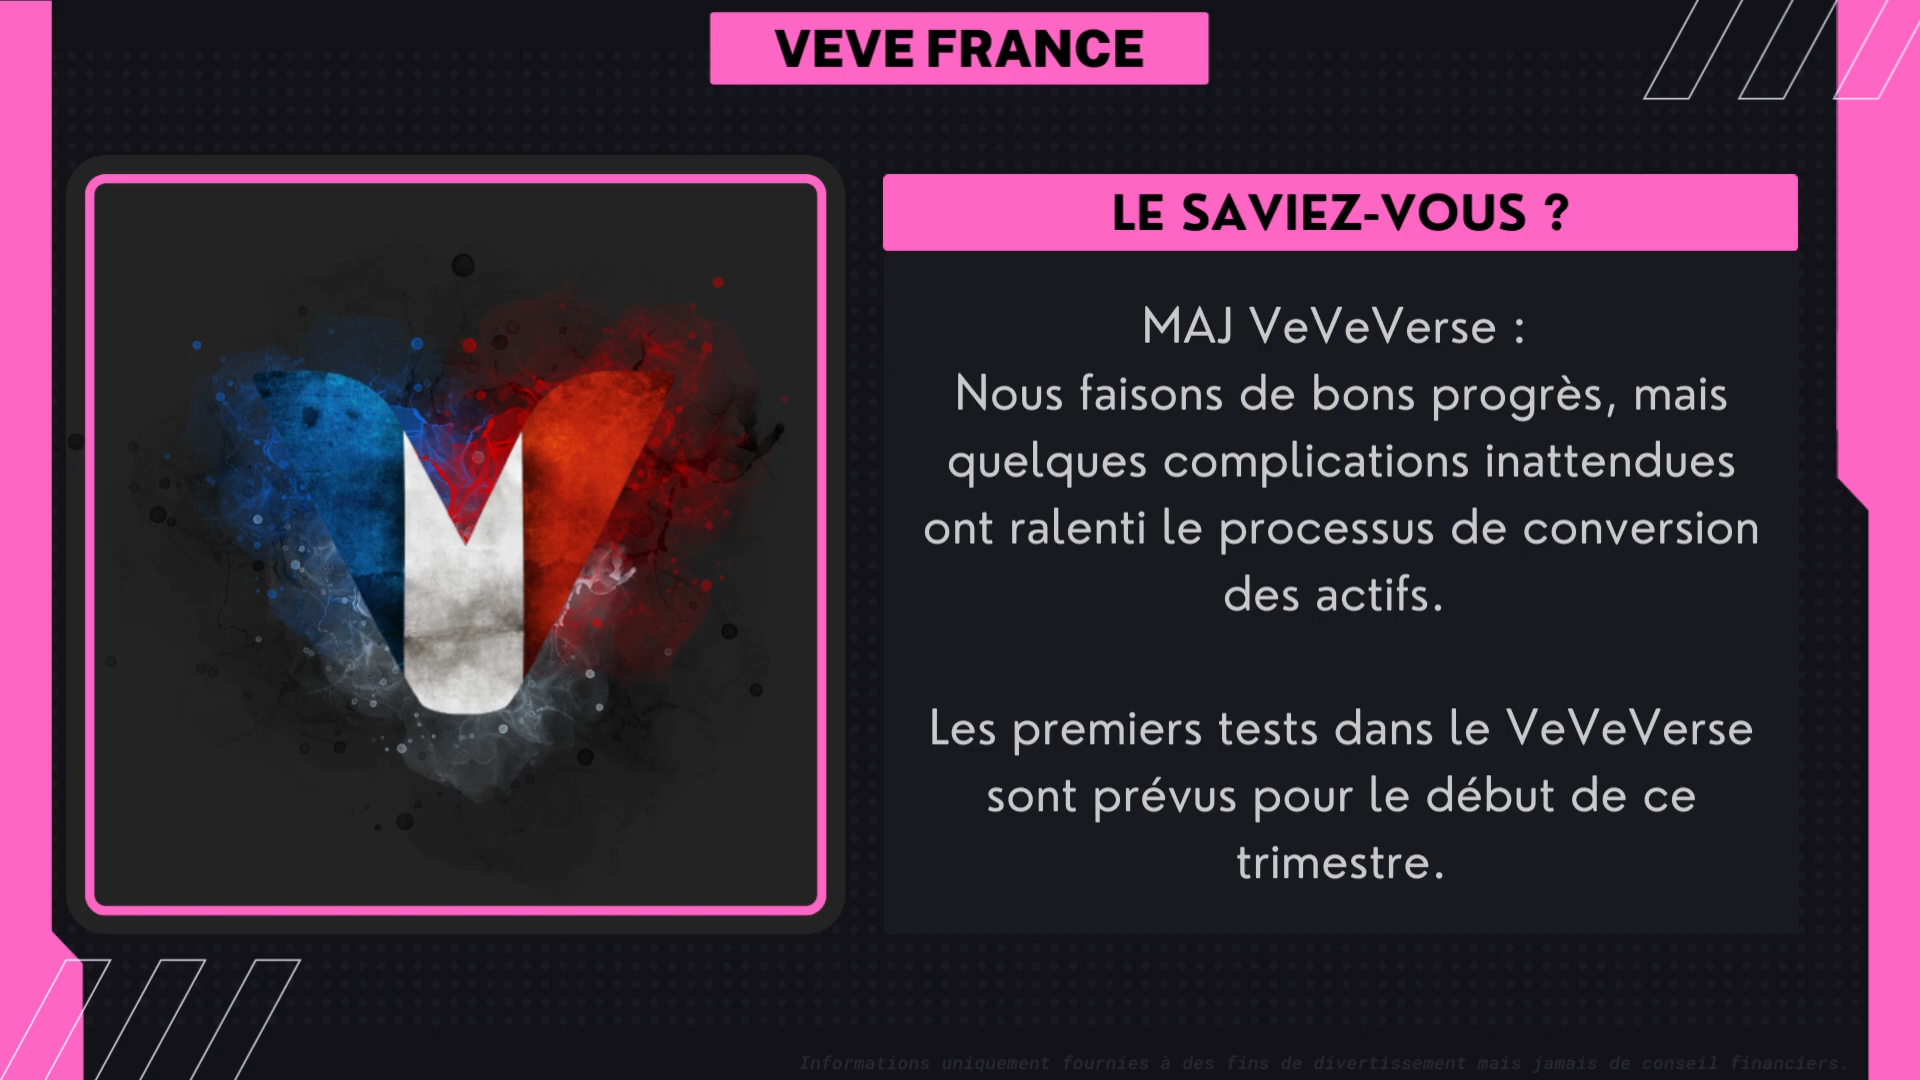 VEVE FRANCE
LE SAVIEZ-VOUS ?
MAJ VeVeVerse :
Nous faisons de bons progrès, mais
quelques complications inattendues
ont ralenti le processus de conversion
des actifs.
Les premiers tests dans le VeVeVerse
sont prévus pour le début de ce
trimestre.
Informations uniquement fournies à des fins de divertissement mais jamais de conseil financiers.